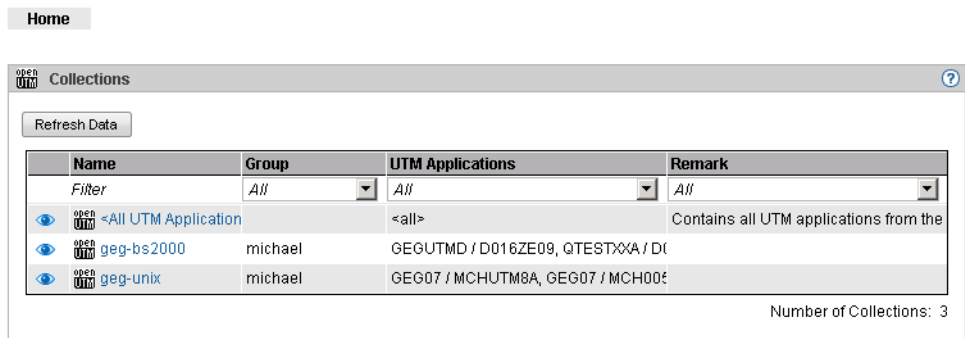 Home
open UTM Collections
Refresh Data
Name Group UTM Applications Remark
Filter All All All
open UTM <All UTM Application <all> Contains all UTM applications from the
open UTM geg-bs2000 michael GEGUTMD / D016ZE09, QTESTXXA / D(
open UTM geg-unix michael GEG07 / MCHUTM8A, GEG07 / MCH005
Number of Collections: 3